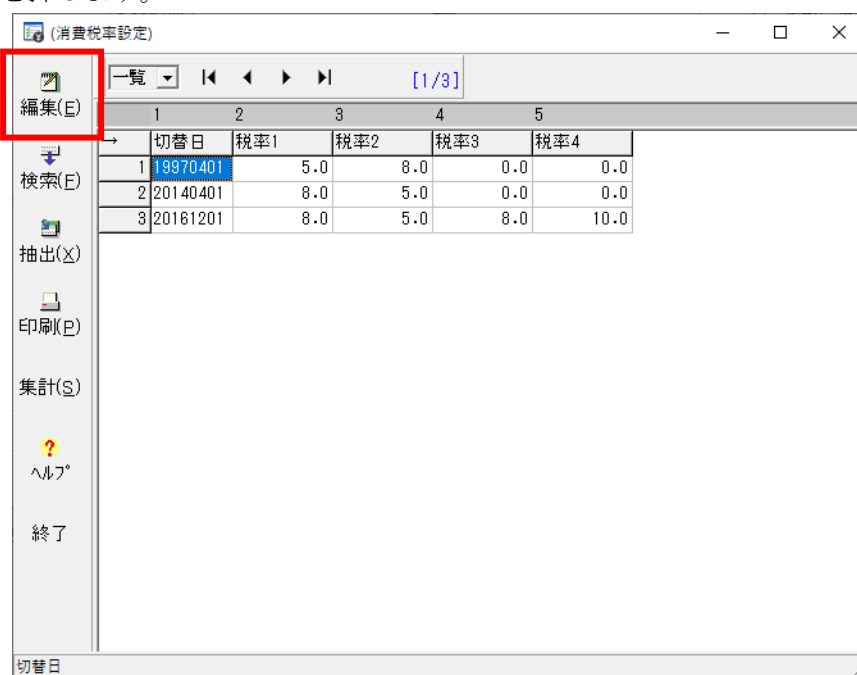 (消費税率設定)
編集(E)
一覧
[1/3]
1 2 3 4 5
→ 切替日 税率1 税率2 税率3 税率4
1 19970401 5.0 8.0 0.0 0.0
2 20140401 8.0 5.0 0.0 0.0
3 20161201 8.0 5.0 8.0 10.0
検索(F)
抽出(X)
印刷(P)
集計(S)
ヘルプ
終了
切替日